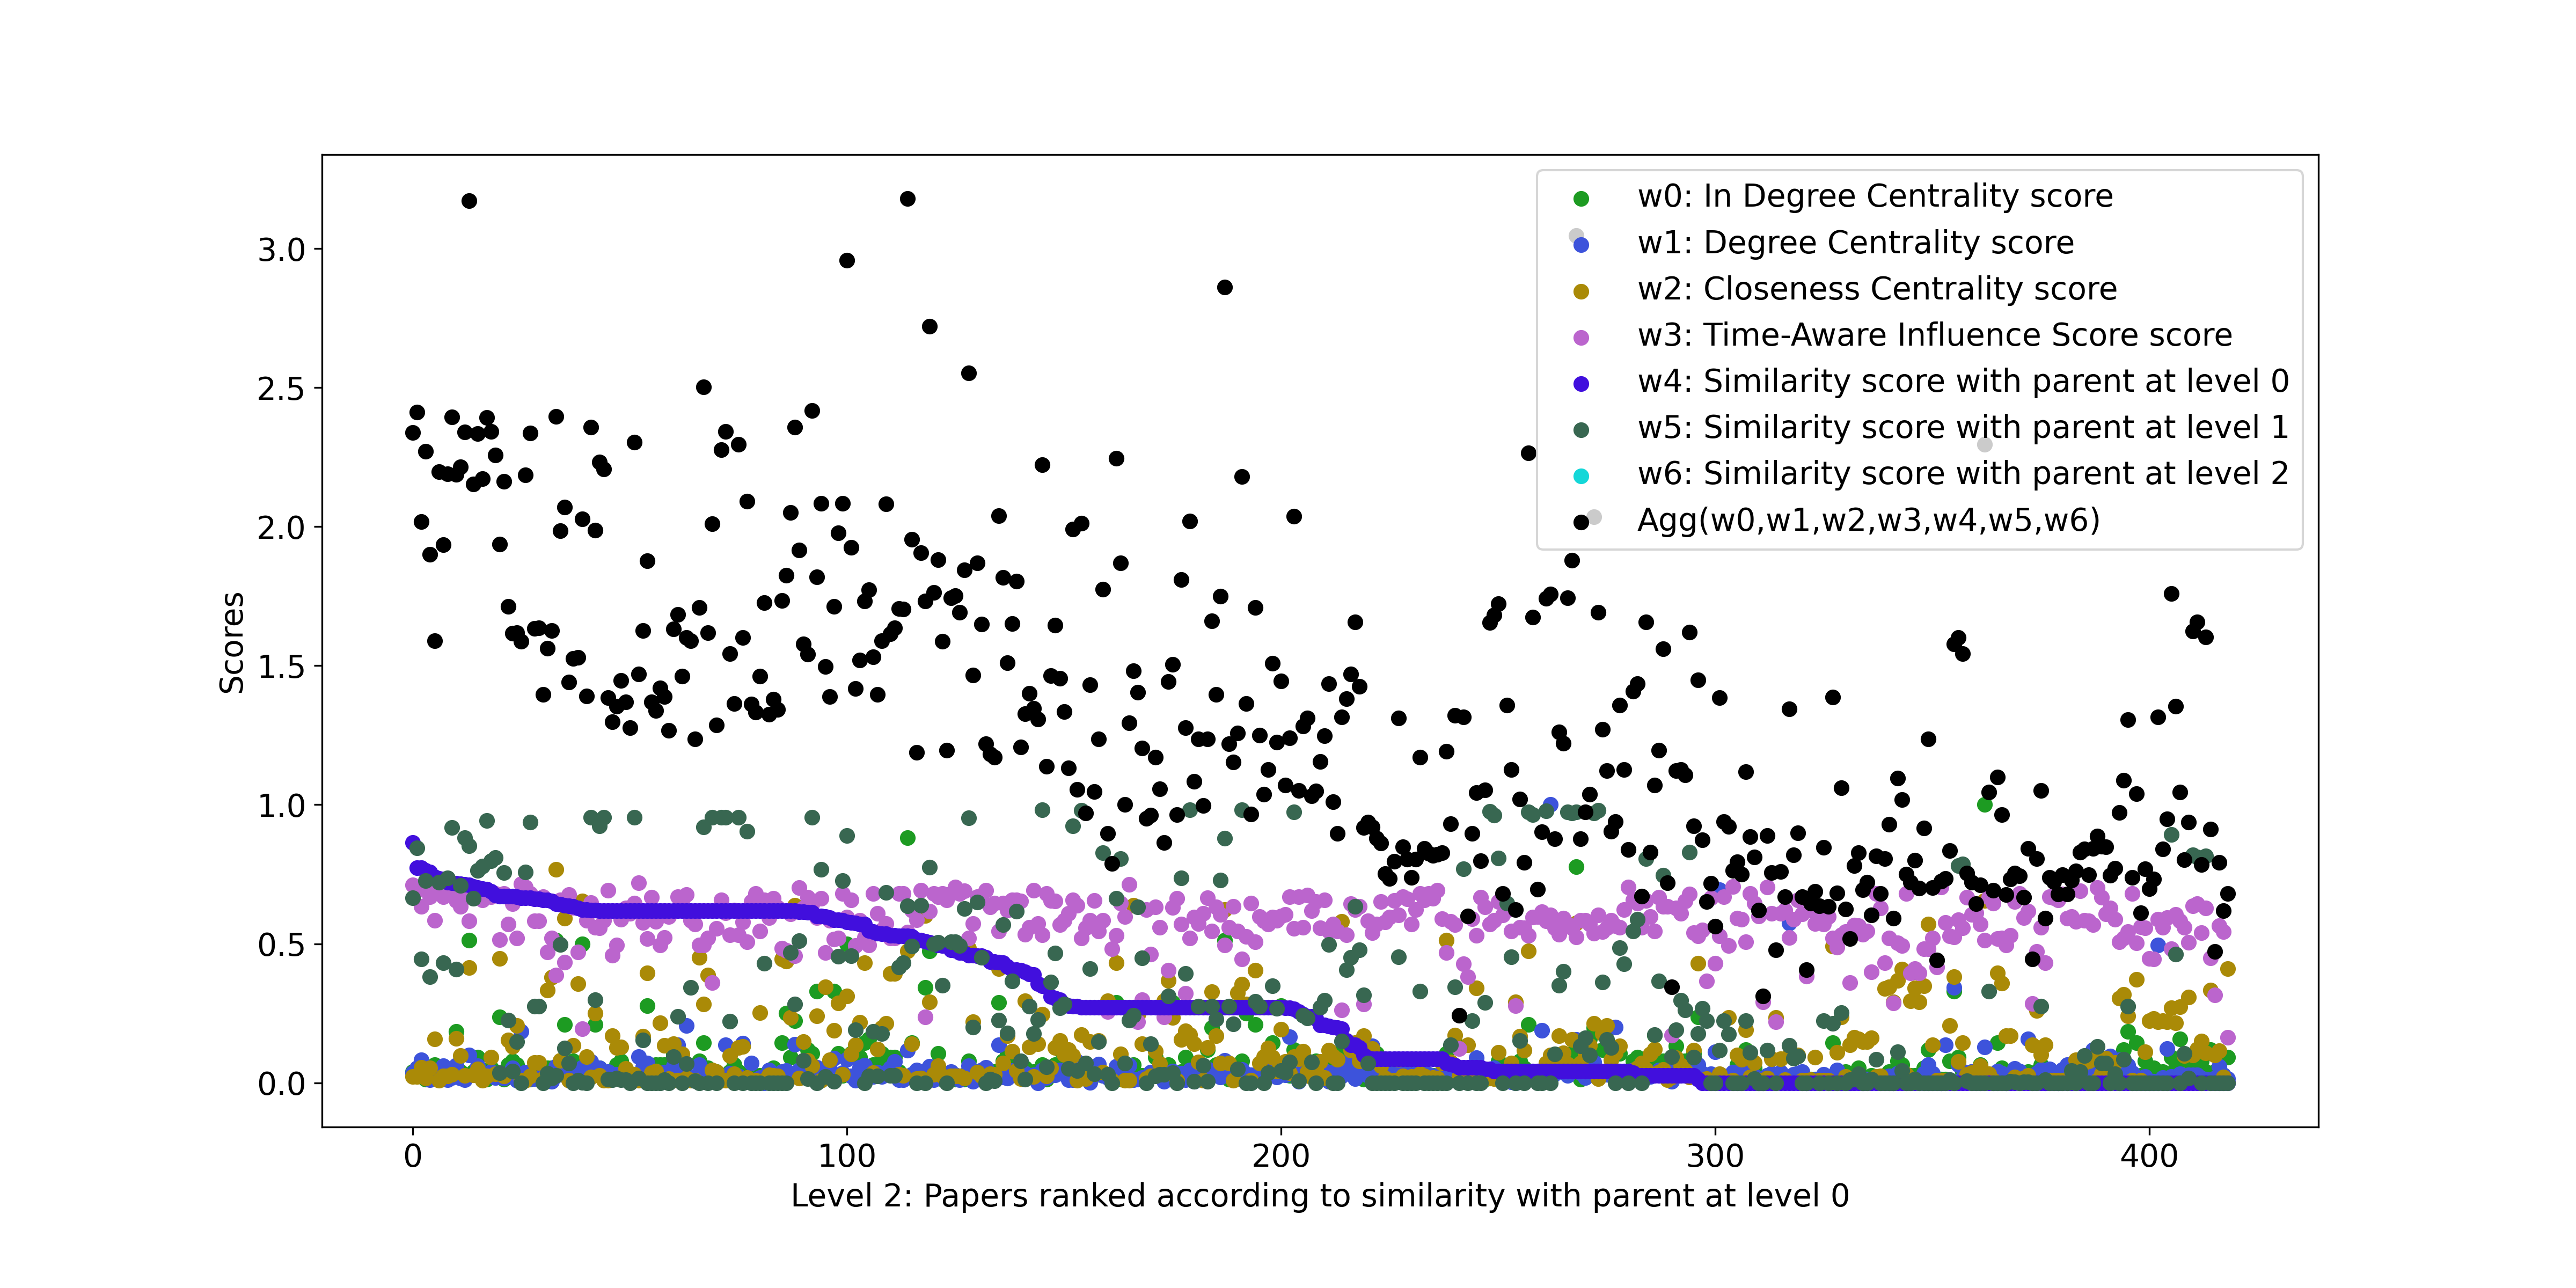 w0: In Degree Centrality score
w1: Degree Centrality score
w2: Closeness Centrality score
w3: Time-Aware Influence Score score
w4: Similarity score with parent at level 0
w5: Similarity score with parent at level 1
w6: Similarity score with parent at level 2
Agg(w0,w1,w2,w3,w4,w5,w6)
3.0
2.5
2.0
1.5
1.0
0.5
0.0
Scores
0 100 200 300 400
Level 2: Papers ranked according to similarity with parent at level 0